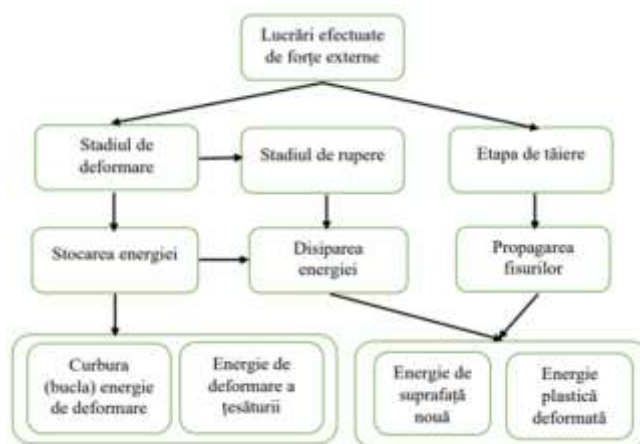 Lucrări efectuate
de forțe externe
Stadiul de
deformare
Stadiul de rupere
Etapa de tăiere
Stocarea energiei
Disiparea
energiei
Propagarea
fisurilor
Curbura
(bucla) energie
de deformare
Energie de
deformare a
țesăturii
Energie de
suprafață
nouă
Energie
plastică
deformată